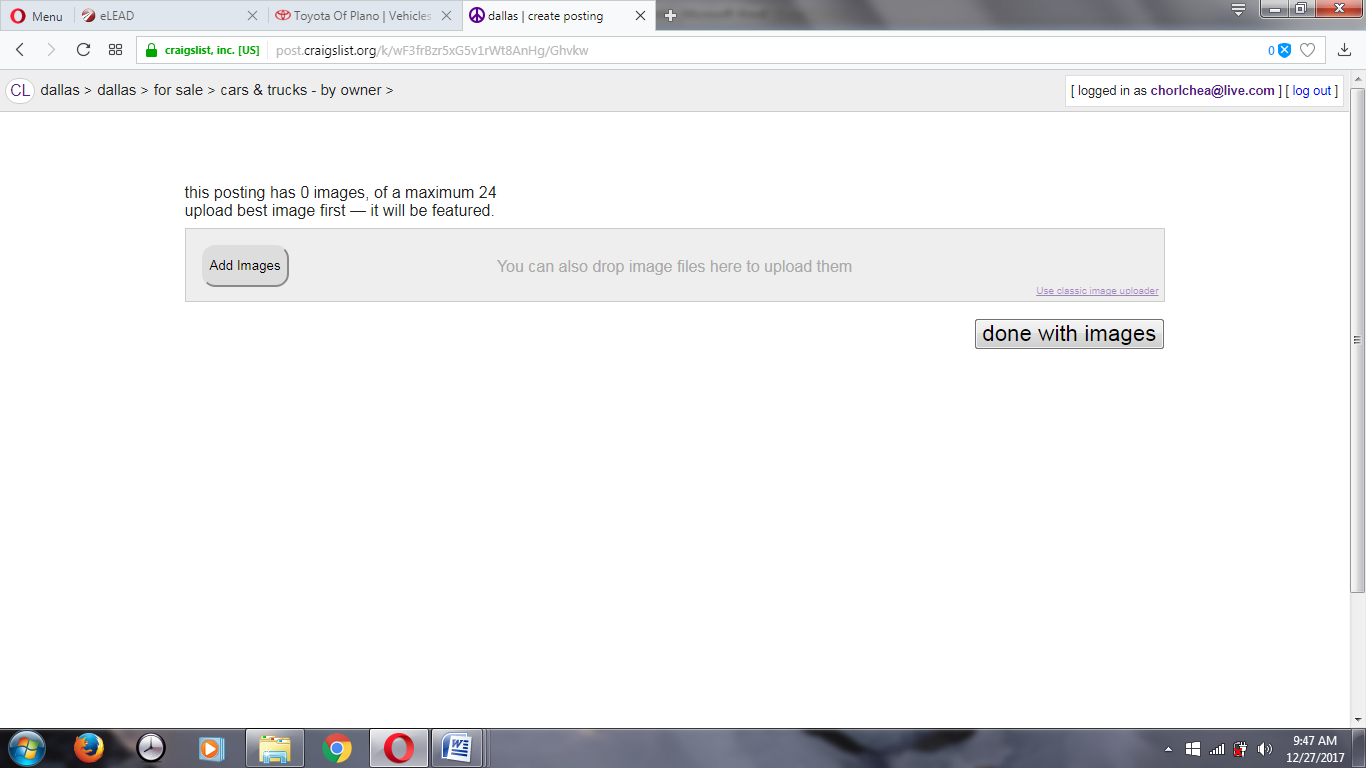 Menu
eLEAD
Toyota Of Plano | Vehicles
dallas | create posting
craigslist, inc. [US]
post.craigslist.org/k/wF3frBzr5xG5v1rWt8AnHg/Ghvkw
0
CL dallas > dallas > for sale > cars & trucks - by owner >
[ logged in as chorlchea@live.com ] [ log out ]
this posting has 0 images, of a maximum 24
upload best image first — it will be featured.
Add Images
You can also drop image files here to upload them
Use classic image uploader
done with images
9:47 AM
12/27/2017